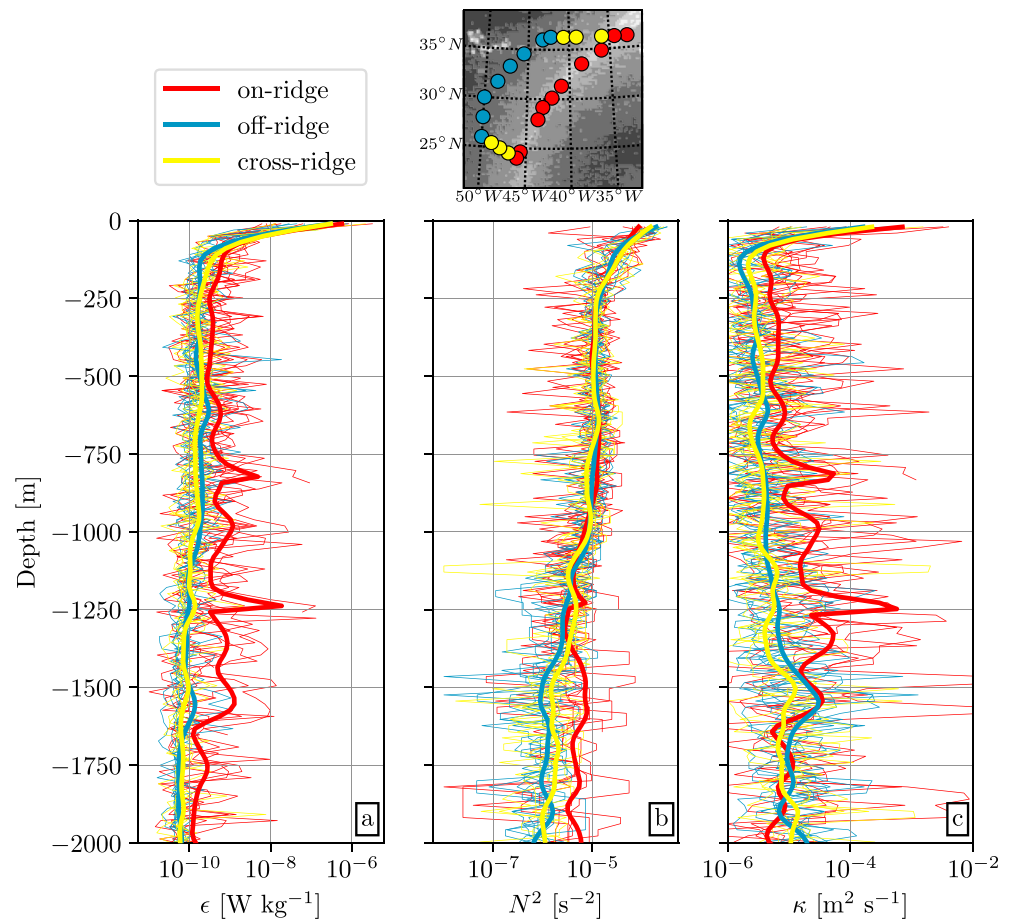 35°N
30°N
25°N
50°W45°W40°W35°W
on-ridge
off-ridge
cross-ridge
0
−250
−500
−750
−1000
−1250
−1500
−1750
−2000
Depth [m]
a
b
c
10⁻¹⁰ 10⁻⁸ 10⁻⁶
10⁻⁷ 10⁻⁵
10⁻⁶ 10⁻⁴ 10⁻²
ϵ [W kg⁻¹]
N² [s⁻²]
κ [m² s⁻¹]